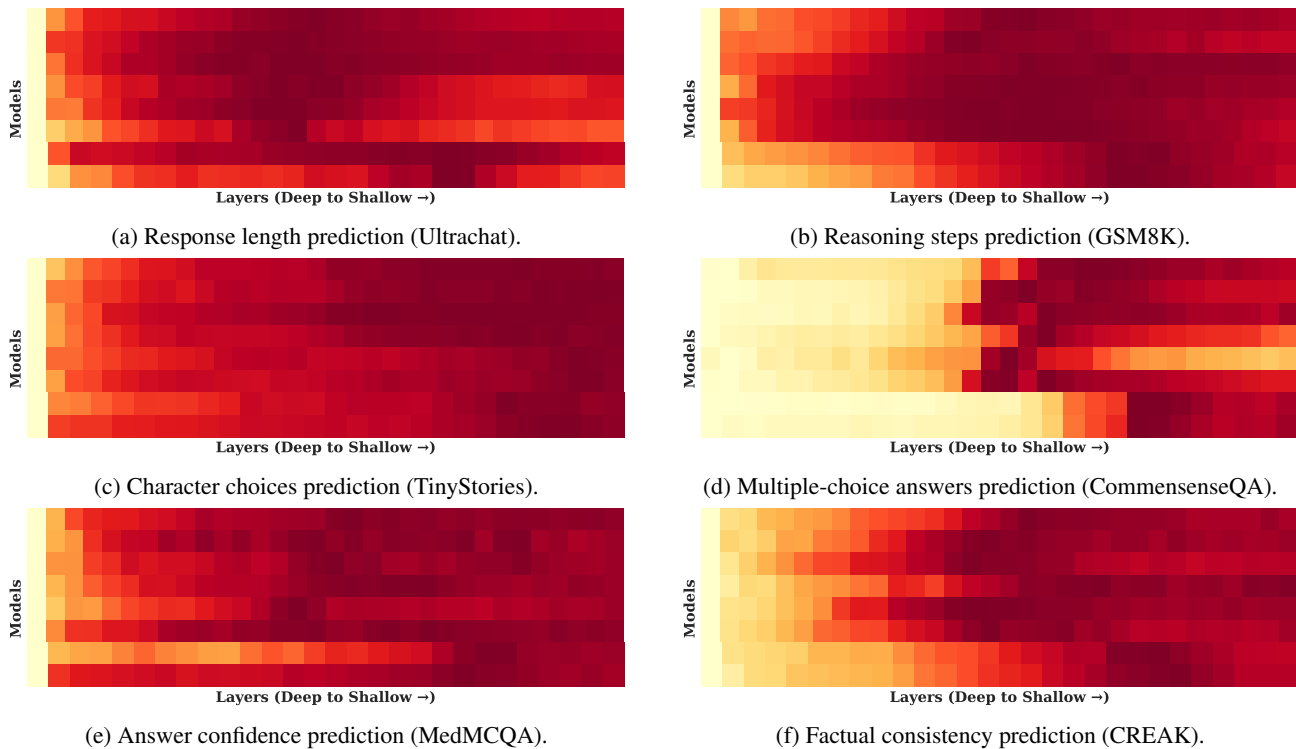 Models
Layers (Deep to Shallow →)
(a) Response length prediction (Ultrachat).
Models
Layers (Deep to Shallow →)
(b) Reasoning steps prediction (GSM8K).
Models
Layers (Deep to Shallow →)
(c) Character choices prediction (TinyStories).
Models
Layers (Deep to Shallow →)
(d) Multiple-choice answers prediction (CommensenseQA).
Models
Layers (Deep to Shallow →)
(e) Answer confidence prediction (MedMCQA).
Models
Layers (Deep to Shallow →)
(f) Factual consistency prediction (CREAK).